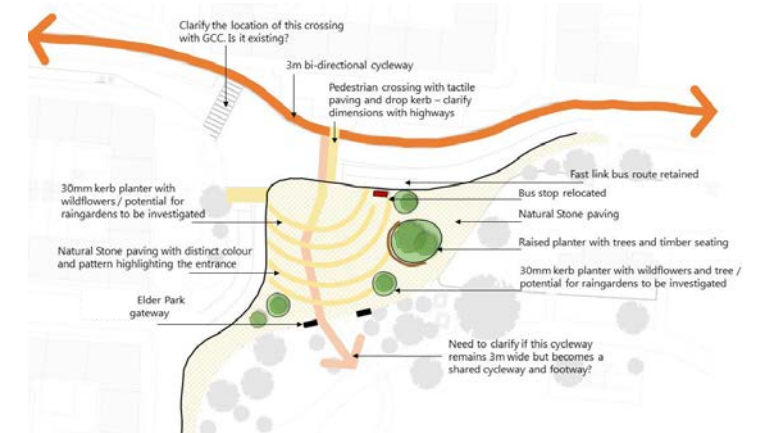 Clarify the location of this crossing
with GCC. Is it existing?
3m bi-directional cycleway
Pedestrian crossing with tactile
paving and drop kerb – clarify
dimensions with highways
Fast link bus route retained
30mm kerb planter with
wildflowers / potential for
raingardens to be investigated
Bus stop relocated
Natural Stone paving
Raised planter with trees and timber seating
Natural Stone paving with distinct colour
and pattern highlighting the entrance
30mm kerb planter with wildflowers and tree /
potential for raingardens to be investigated
Elder Park
gateway
Need to clarify if this cycleway
remains 3m wide but becomes a
shared cycleway and footway?